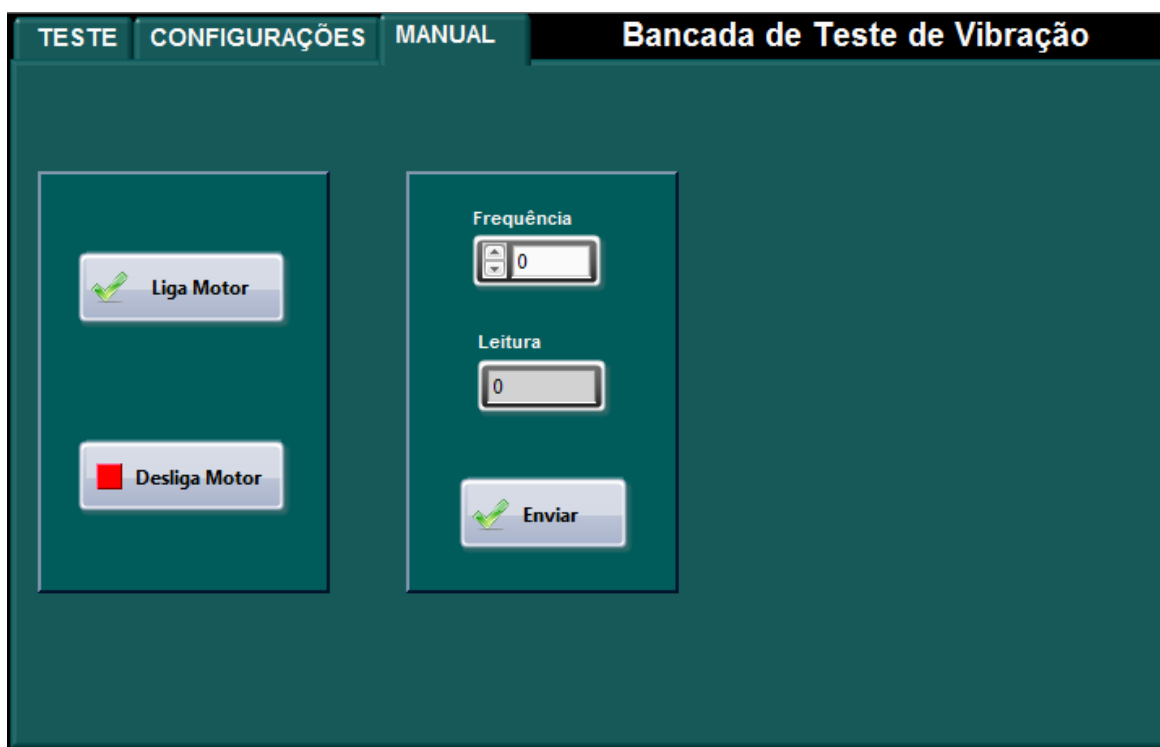 TESTE CONFIGURAÇÕES MANUAL Bancada de Teste de Vibração
Liga Motor
Desliga Motor
Frequência
0
Leitura
0
Enviar